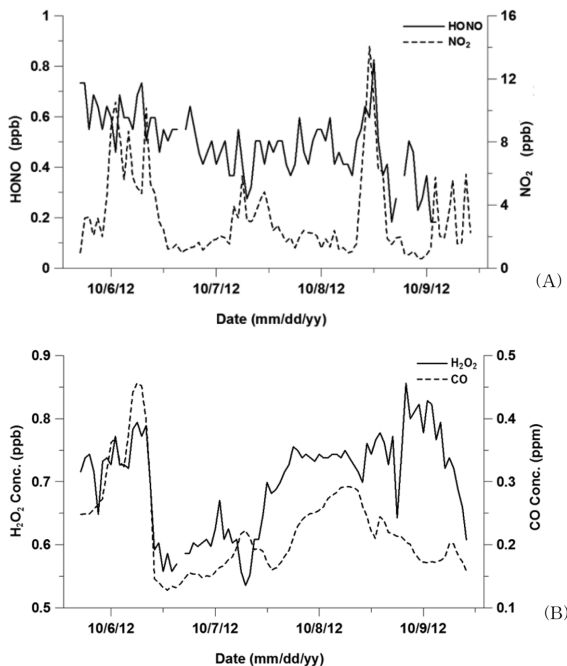 1
16
HONO
NO₂
0.8
12
0.6
8
0.4
4
0.2
0
0
HONO (ppb)
NO₂ (ppb)
10/6/12
10/7/12
10/8/12
10/9/12
Date (mm/dd/yy)
(A)
0.9
0.5
H₂O₂
CO
0.8
0.4
0.7
0.3
0.6
0.2
0.5
0.1
H₂O₂ Conc. (ppb)
CO Conc. (ppm)
10/6/12
10/7/12
10/8/12
10/9/12
Date (mm/dd/yy)
(B)